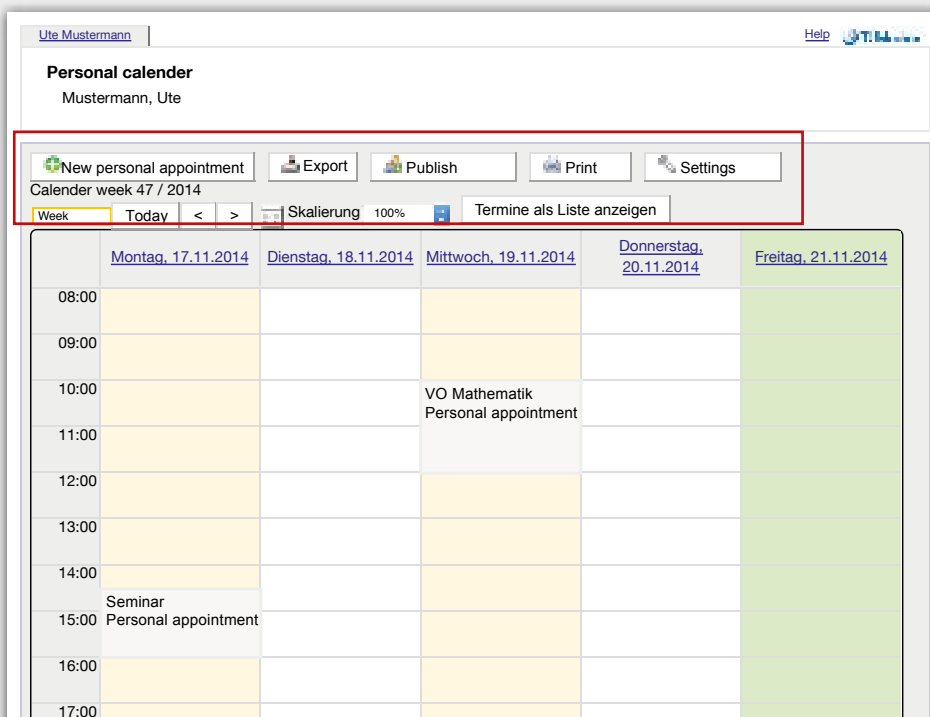 Ute Mustermann
Help
Personal calender
Mustermann, Ute
New personal appointment Export Publish Print Settings
Calender week 47 / 2014
Week Today < > Skalierung 100% Termine als Liste anzeigen
Montag, 17.11.2014 Dienstag, 18.11.2014 Mittwoch, 19.11.2014 Donnerstag, Freitag, 21.11.2014
20.11.2014
08:00
09:00
10:00 VO Mathematik
Personal appointment
11:00
12:00
13:00
14:00
Seminar
15:00 Personal appointment
16:00
17:00